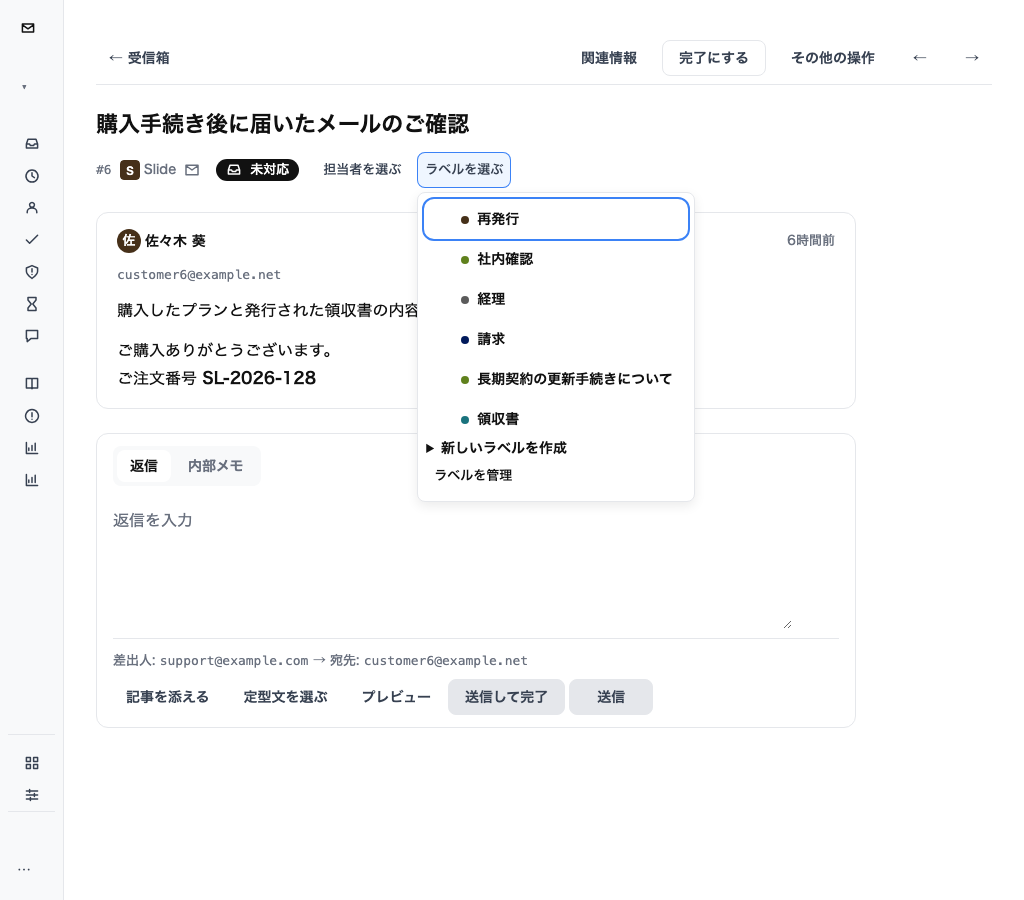 ← 受信箱
関連情報
完了にする
その他の操作
←
→
購入手続き後に届いたメールのご確認
#6 S Slide 未対応 担当者を選ぶ ラベルを選ぶ
再発行
社内確認
経理
請求
長期契約の更新手続きについて
領収書
新しいラベルを作成
ラベルを管理
佐 佐々木 葵
6時間前
customer6@example.net
購入したプランと発行された領収書の内容
ご購入ありがとうございます。
ご注文番号 SL-2026-128
返信 内部メモ
返信を入力
差出人: support@example.com → 宛先: customer6@example.net
記事を添える 定型文を選ぶ プレビュー 送信して完了 送信